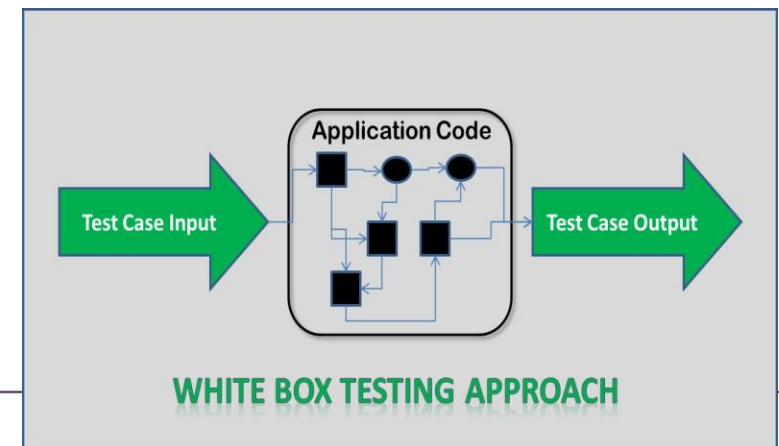 Application Code
Test Case Input
Test Case Output
WHITE BOX TESTING APPROACH